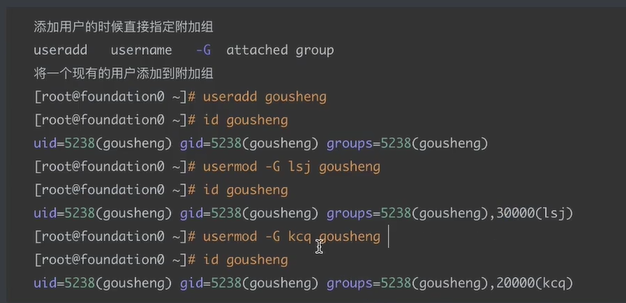 添加用户的时候直接指定附加组
useradd username -G attached group
将一个现有的用户添加到附加组
[root@foundation0 ~]# useradd gousheng
[root@foundation0 ~]# id gousheng
uid=5238(gousheng) gid=5238(gousheng) groups=5238(gousheng)
[root@foundation0 ~]# usermod -G lsj gousheng
[root@foundation0 ~]# id gousheng
uid=5238(gousheng) gid=5238(gousheng) groups=5238(gousheng),30000(lsj)
[root@foundation0 ~]# usermod -G kcq gousheng
[root@foundation0 ~]# id gousheng
uid=5238(gousheng) gid=5238(gousheng) groups=5238(gousheng),20000(kcq)